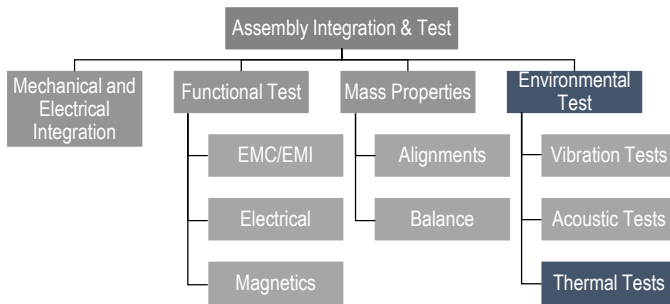 Assembly Integration & Test
Mechanical and
Electrical
Integration
Functional Test
Mass Properties
Environmental
Test
EMC/EMI
Alignments
Vibration Tests
Electrical
Balance
Acoustic Tests
Magnetics
Thermal Tests